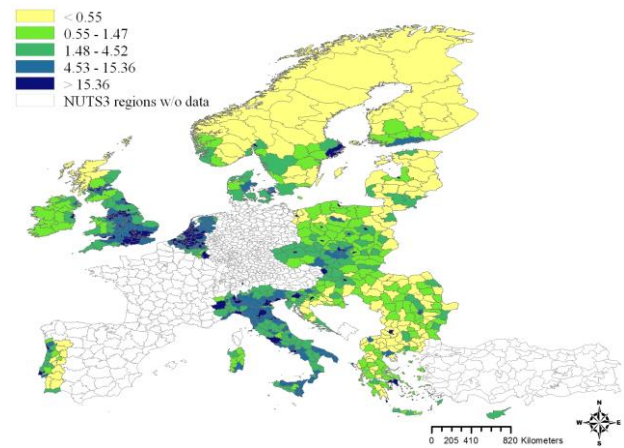 < 0.55
0.55 - 1.47
1.48 - 4.52
4.53 - 15.36
> 15.36
NUTS3 regions w/o data
N
W E
S
0 205 410 820 Kilometers